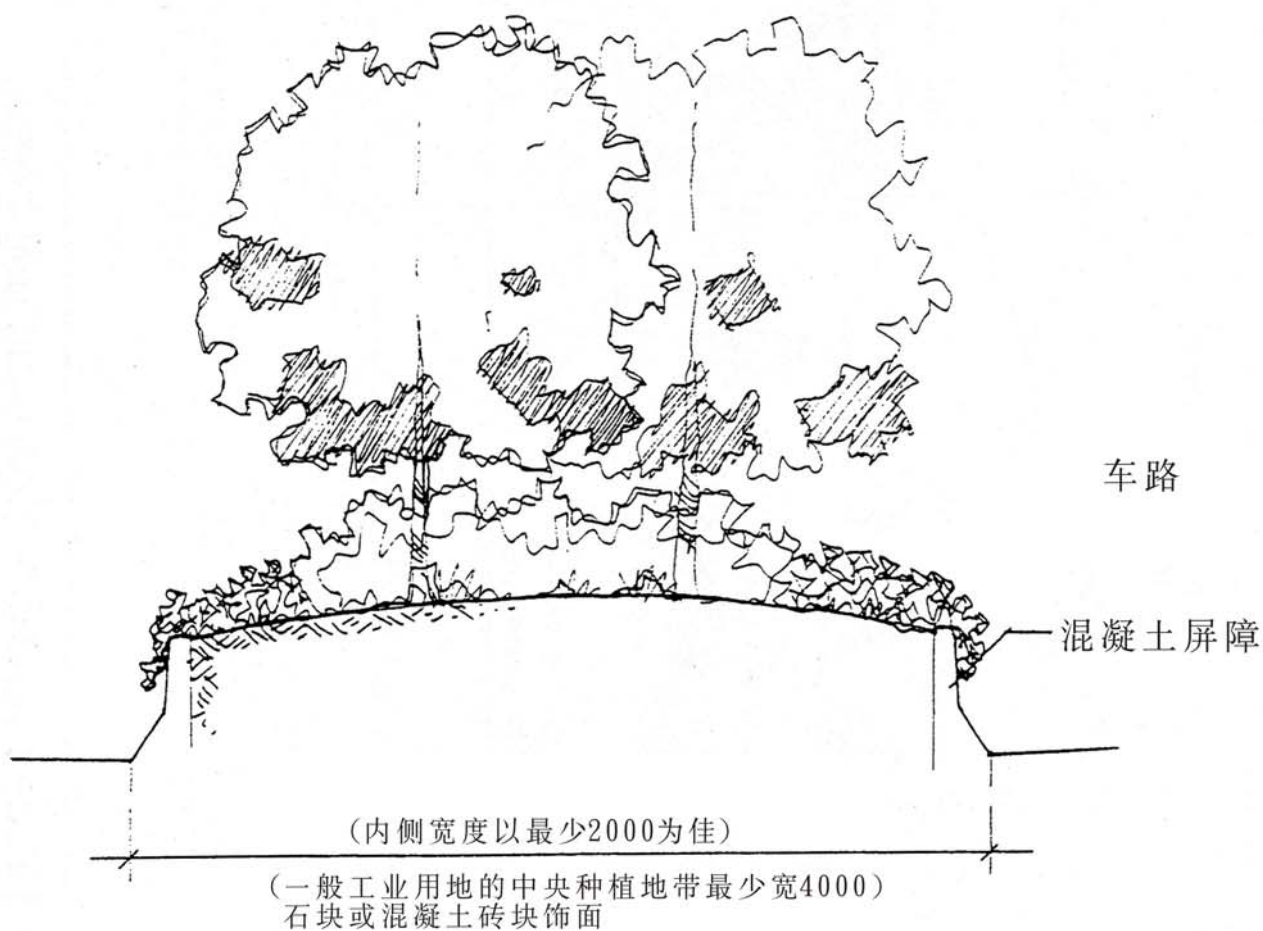 车路
混凝土屏障
(内侧宽度以最少2000为佳)
(一般工业用地的中央种植地带最少宽4000)
石块或混凝土砖块饰面